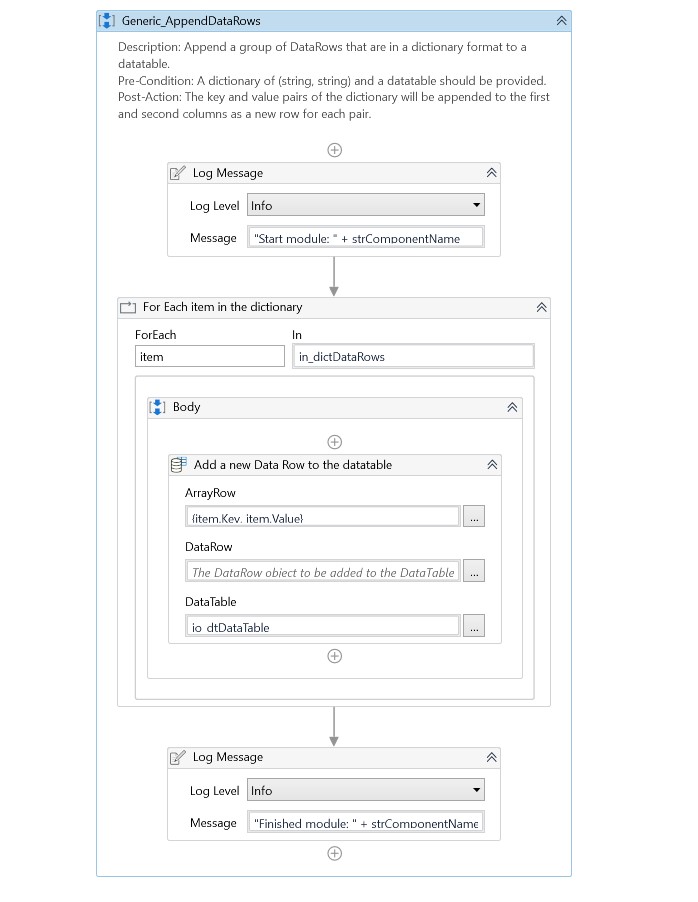 Generic_AppendDataRows
Description: Append a group of DataRows that are in a dictionary format to a
datatable.
Pre-Condition: A dictionary of (string, string) and a datatable should be provided.
Post-Action: The key and value pairs of the dictionary will be appended to the first
and second columns as a new row for each pair.
Log Message
Log Level Info
Message "Start module: " + strComponentName
For Each item in the dictionary
ForEach In
item in_dictDataRows
Body
Add a new Data Row to the datatable
ArrayRow
{item.Key, item.Value} ...
DataRow
The DataRow object to be added to the DataTable ...
DataTable
io_dtDataTable ...
Log Message
Log Level Info
Message "Finished module: " + strComponentName